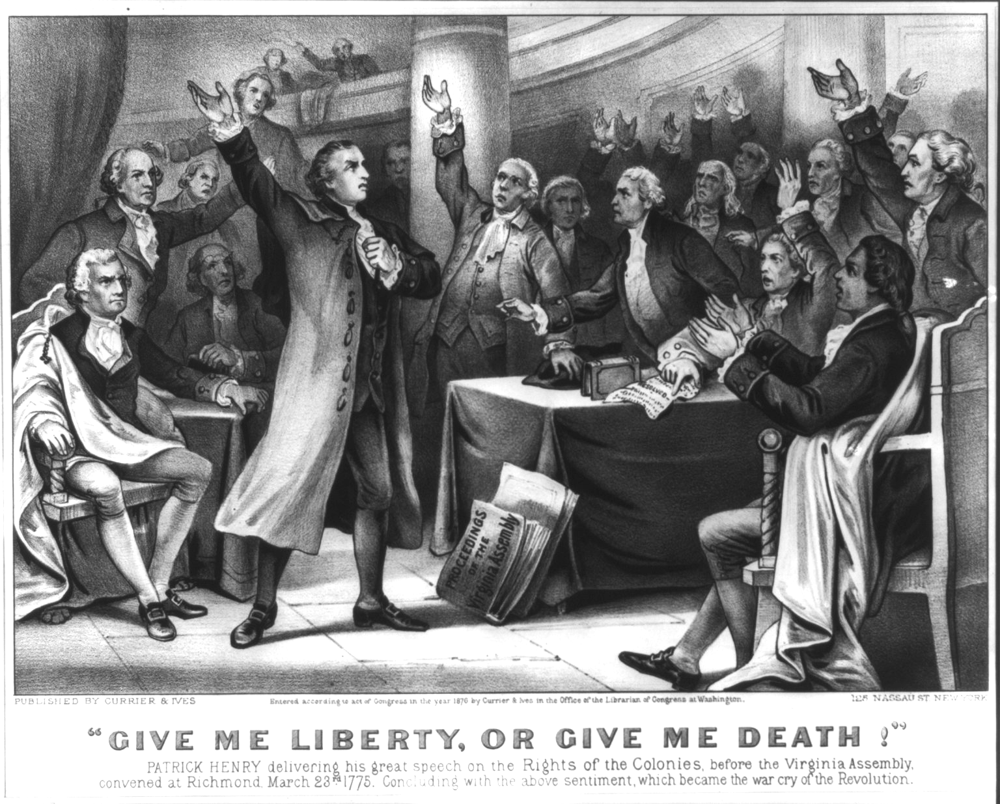 RESOLVED
PROCEEDINGS
OF THE
Virginia Assembly
PUBLISHED BY CURRIER & IVES
Entered according to act of Congress in the year 1876 by Currier & Ives in the Office of the Librarian of Congress at Washington.
125 NASSAU ST NEW YORK
“GIVE ME LIBERTY, OR GIVE ME DEATH!”
PATRICK HENRY delivering his great speech on the Rights of the Colonies, before the Virginia Assembly,
convened at Richmond, March 23rd 1775. Concluding with the above sentiment, which became the war cry of the Revolution.